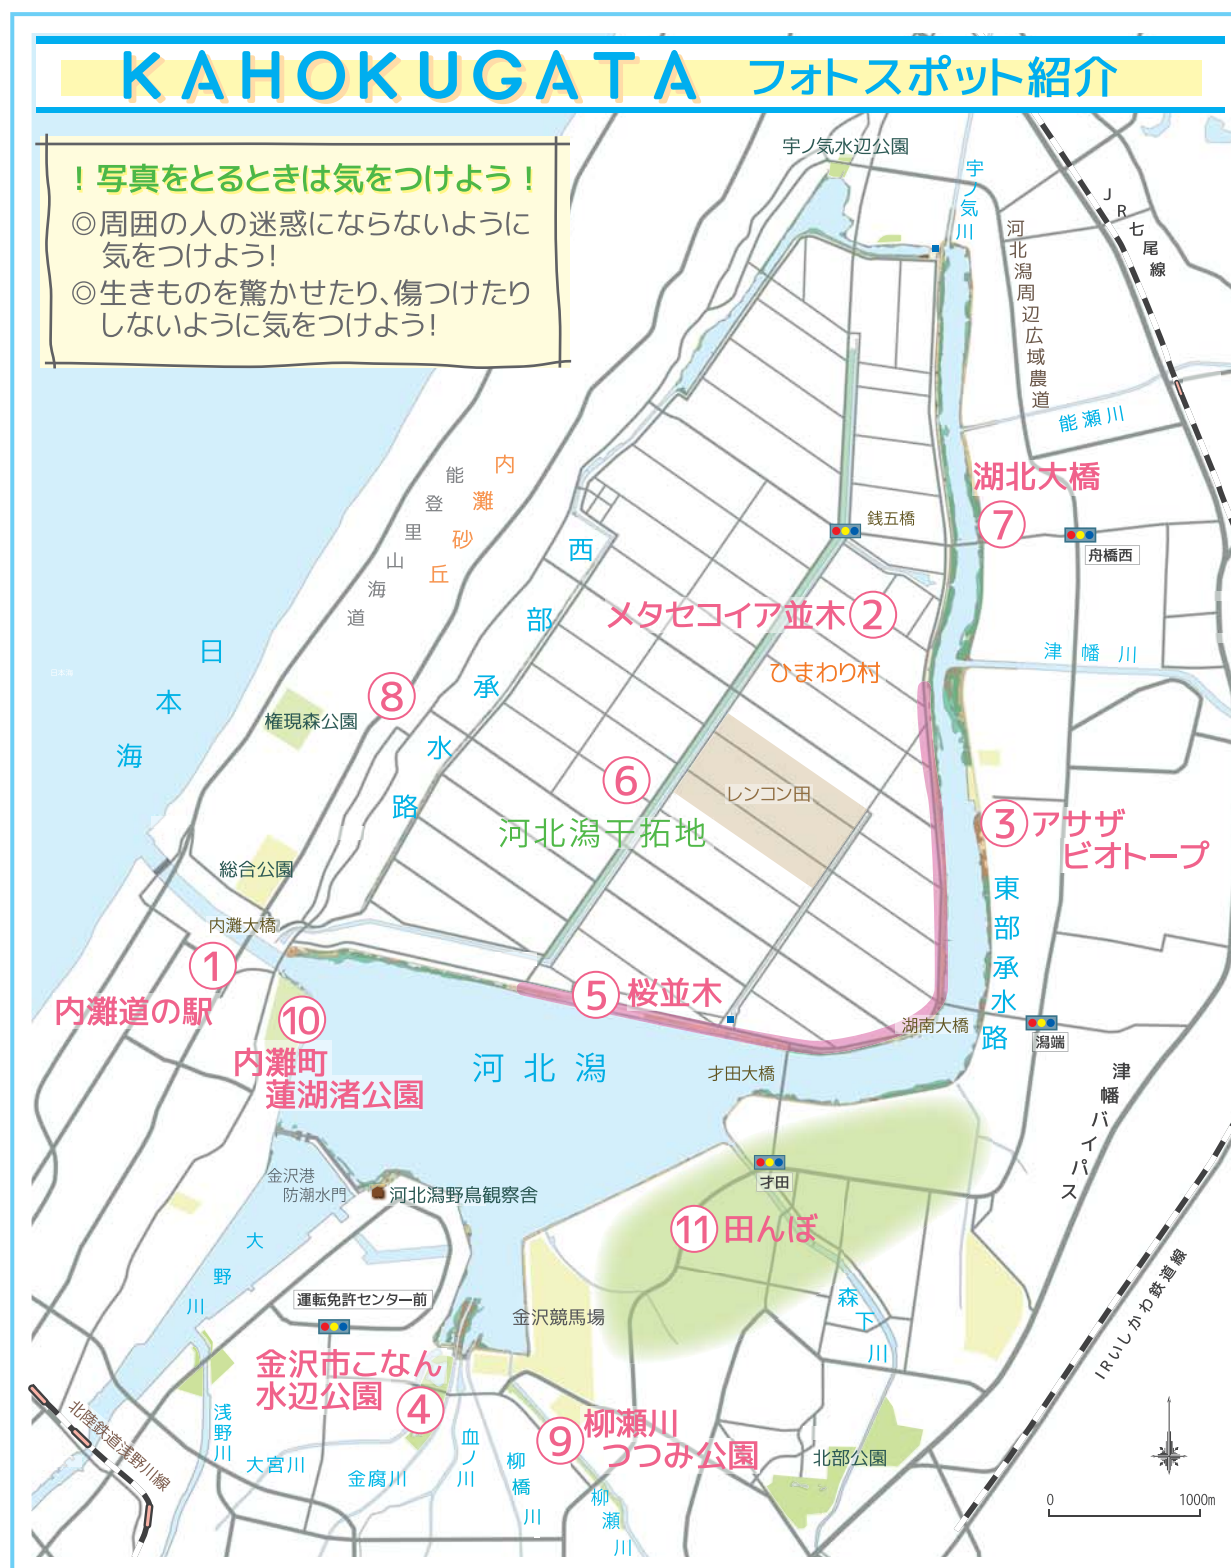 KAHOKUGATA フォトスポット紹介
！写真をとるときは気をつけよう！
◎周囲の人の迷惑にならないように
気をつけよう！
◎生きものを驚かせたり、傷つけたり
しないように気をつけよう！
宇ノ気水辺公園
宇ノ気川
JR七尾線
河北潟周辺広域農道
能瀬川
内灘砂丘
能登里山海道
湖北大橋
⑦
銭五橋
舟橋西
西部承水路
メタセコイア並木②
ひまわり村
津幡川
日本海
日本海
⑧
権現森公園
⑥
レンコン田
河北潟干拓地
③アサザ
ビオトープ
総合公園
東部承水路
内灘大橋
①
内灘道の駅
⑤桜並木
⑩
内灘町
蓮湖渚公園
湖南大橋
潟端
河北潟
才田大橋
津幡バイパス
金沢港
防潮水門
河北潟野鳥観察舎
才田
⑪田んぼ
大野川
運転免許センター前
金沢競馬場
森下川
IRいしかわ鉄道線
金沢市こなん
水辺公園
④
北陸鉄道浅野川線
浅野川
大宮川
金腐川
血ノ川
柳橋川
⑨柳瀬川
つつみ公園
柳瀬川
北部公園
0 1000m